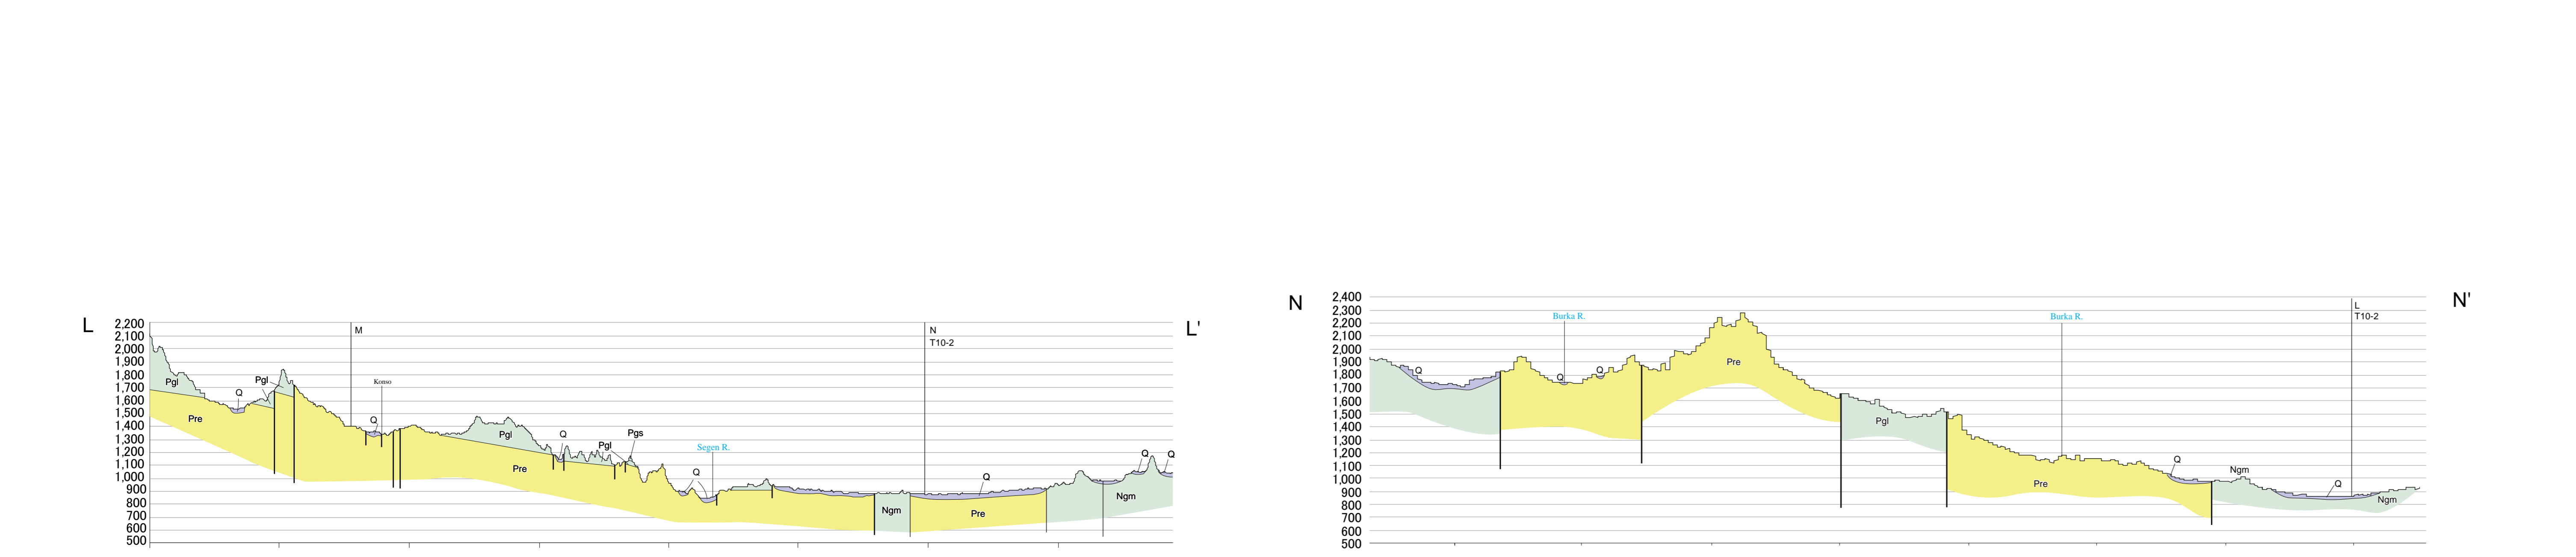 L
L'
2,200
2,100
2,000
1,900
1,800
1,700
1,600
1,500
1,400
1,300
1,200
1,100
1,000
900
800
700
600
500
M
N
T10-2
Konso
Segen R.
Pgl
Pre
Q
Pgl
Q
Pgl
Q
Pgl
Pgs
Pre
Q
Ngm
Q
Pre
Q
Q
Ngm
N
N'
2,400
2,300
2,200
2,100
2,000
1,900
1,800
1,700
1,600
1,500
1,400
1,300
1,200
1,100
1,000
900
800
700
600
500
L
T10-2
Burka R.
Burka R.
Q
Q
Q
Pre
Pgl
Pre
Q
Ngm
Q
Ngm